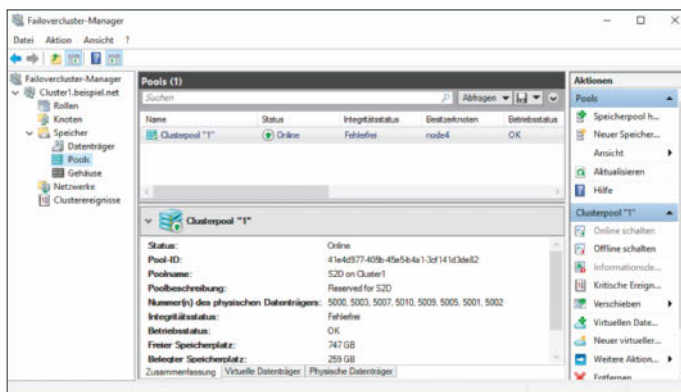 Failovercluster-Manager
Datei Aktion Ansicht ?
Failovercluster-Manager
Cluster1.beispiel.net
Rollen
Knoten
Speicher
Datenträger
Pools
Gehäuse
Netzwerke
Clusterereignisse
Pools (1)
Suchen
Abfragen
Name Status Integritätsstatus Besitzerknoten Betriebsstatus
Clusterpool "1" Online Fehlerfrei node4 OK
Clusterpool "1"
Status: Online
Pool-ID: 41e4d977-405b-45e5-b4a1-3cf141d3de82
Poolname: S2D on Cluster1
Poolbeschreibung: Reserved for S2D
Nummer(n) des physischen Datenträgers: 5000, 5003, 5007, 5010, 5009, 5005, 5001, 5002
Integritätsstatus: Fehlerfrei
Betriebsstatus: OK
Freier Speicherplatz: 747 GB
Belegter Speicherplatz: 259 GB
Zusammenfassung Virtuelle Datenträger Physische Datenträger
Aktionen
Pools
Speicherpool h...
Neuer Speicher...
Ansicht
Aktualisieren
Hilfe
Clusterpool "1"
Online schalten
Offline schalten
Informationsde...
Kritische Ereign...
Verschieben
Virtuellen Date...
Neuer virtueller...
Weitere Aktion...
Entfernen